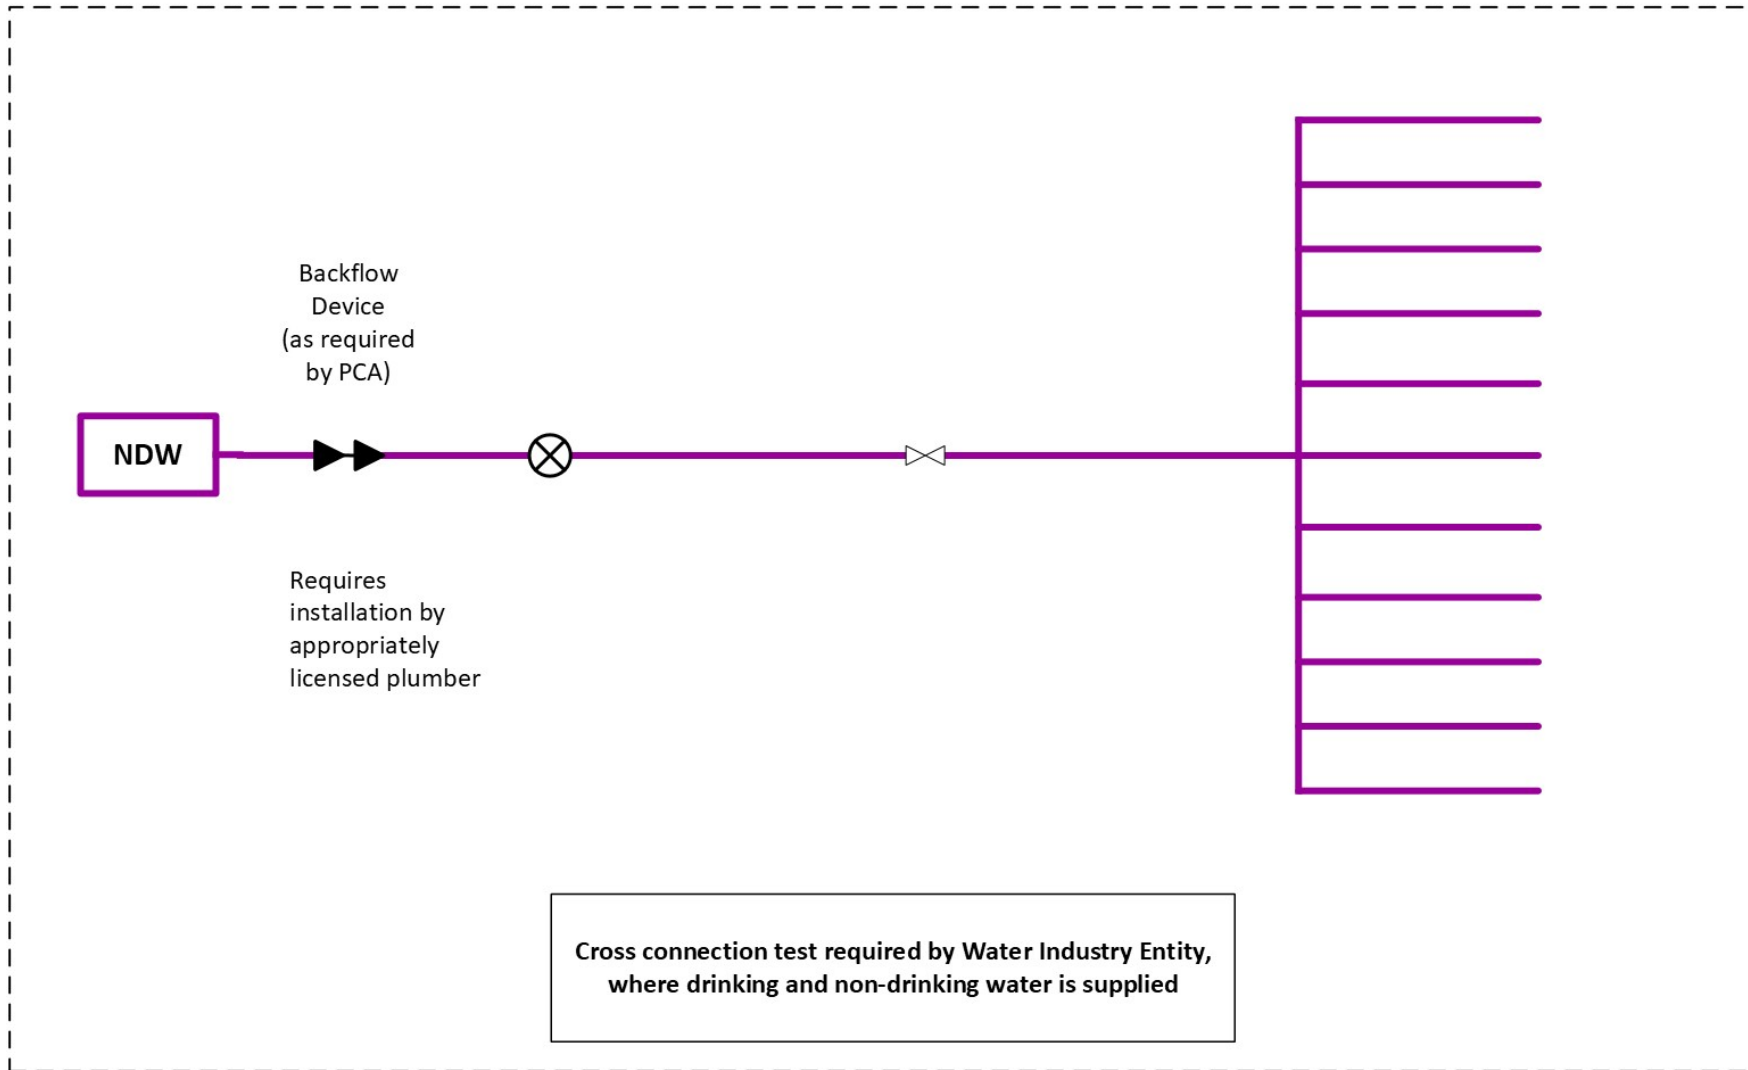 Backflow
Device
(as required
by PCA)
NDW
Requires
installation by
appropriately
licensed plumber
Cross connection test required by Water Industry Entity,
where drinking and non-drinking water is supplied